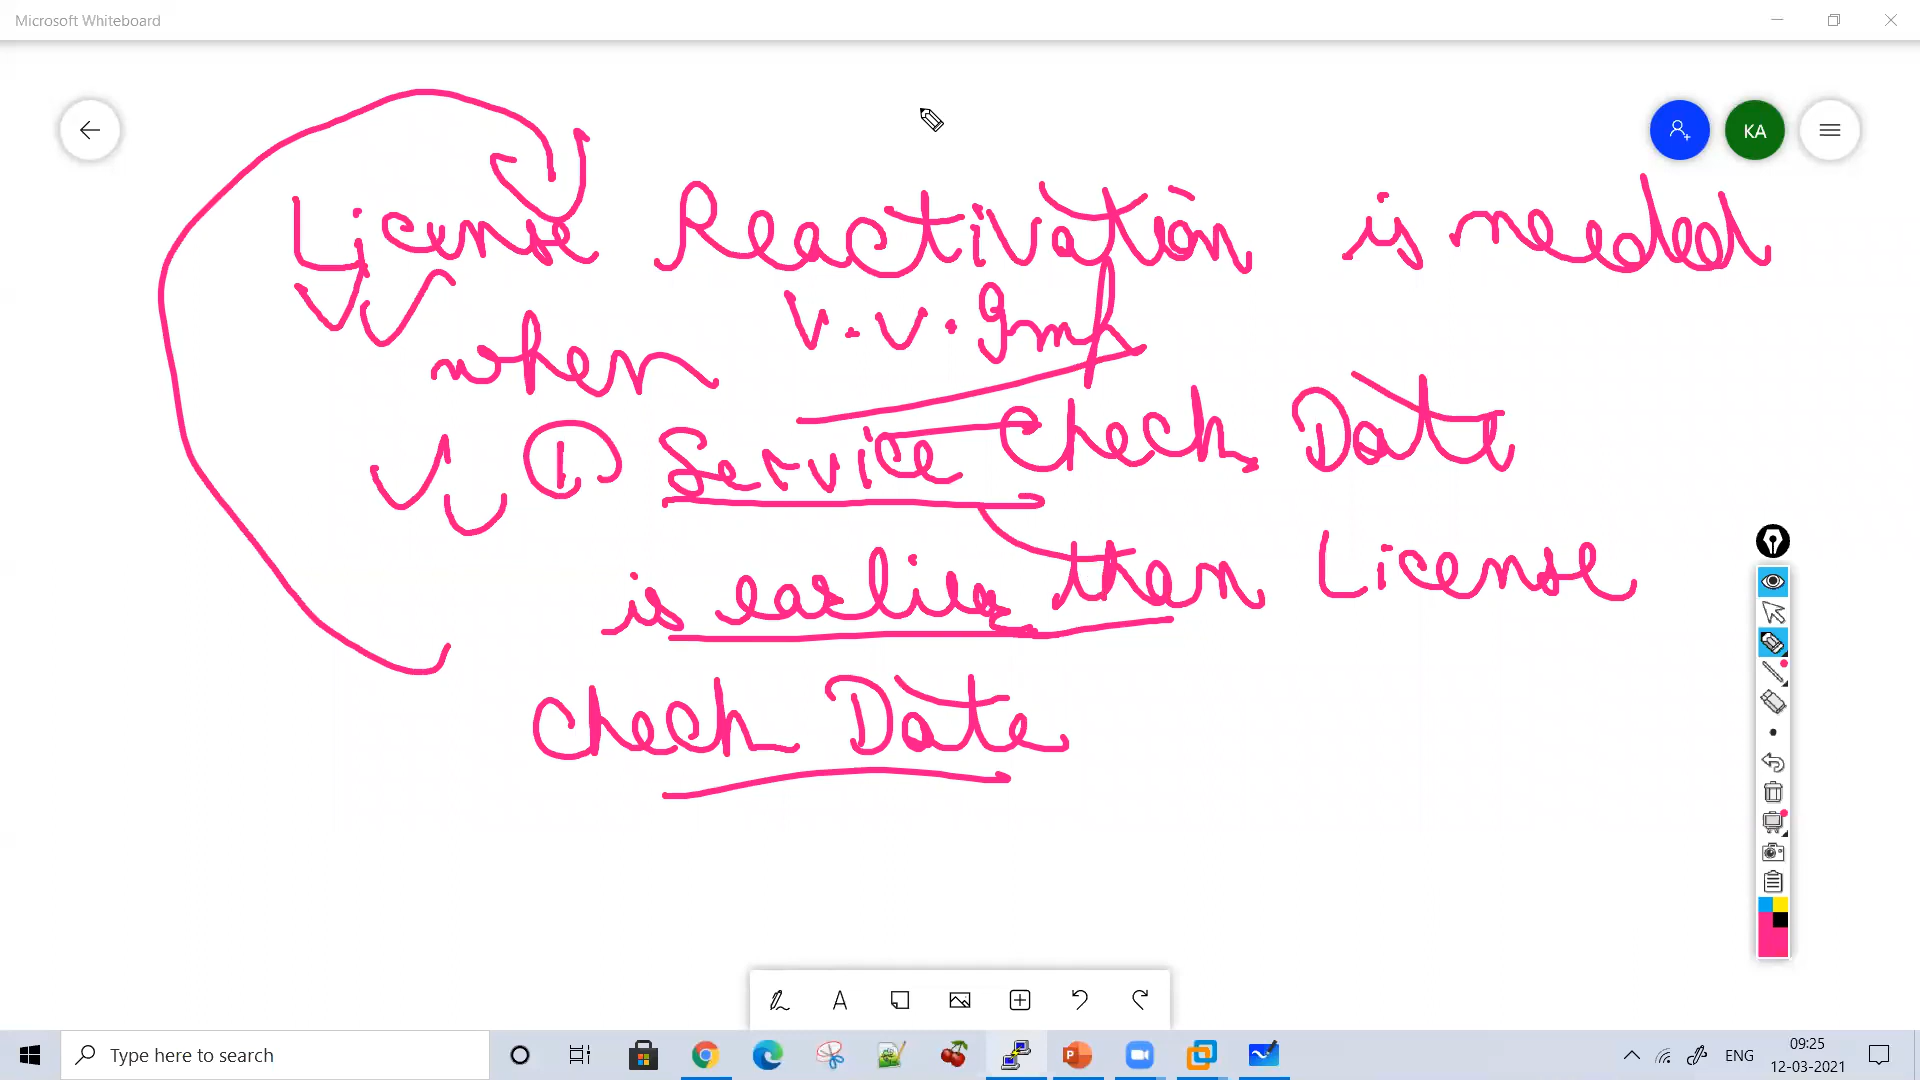 Microsoft Whiteboard
KA
License Reactivation is needed
when V.V.Imp
1. Service Check Date
is earlier than License
Check Date
A
Type here to search
ENG
09:25
12-03-2021